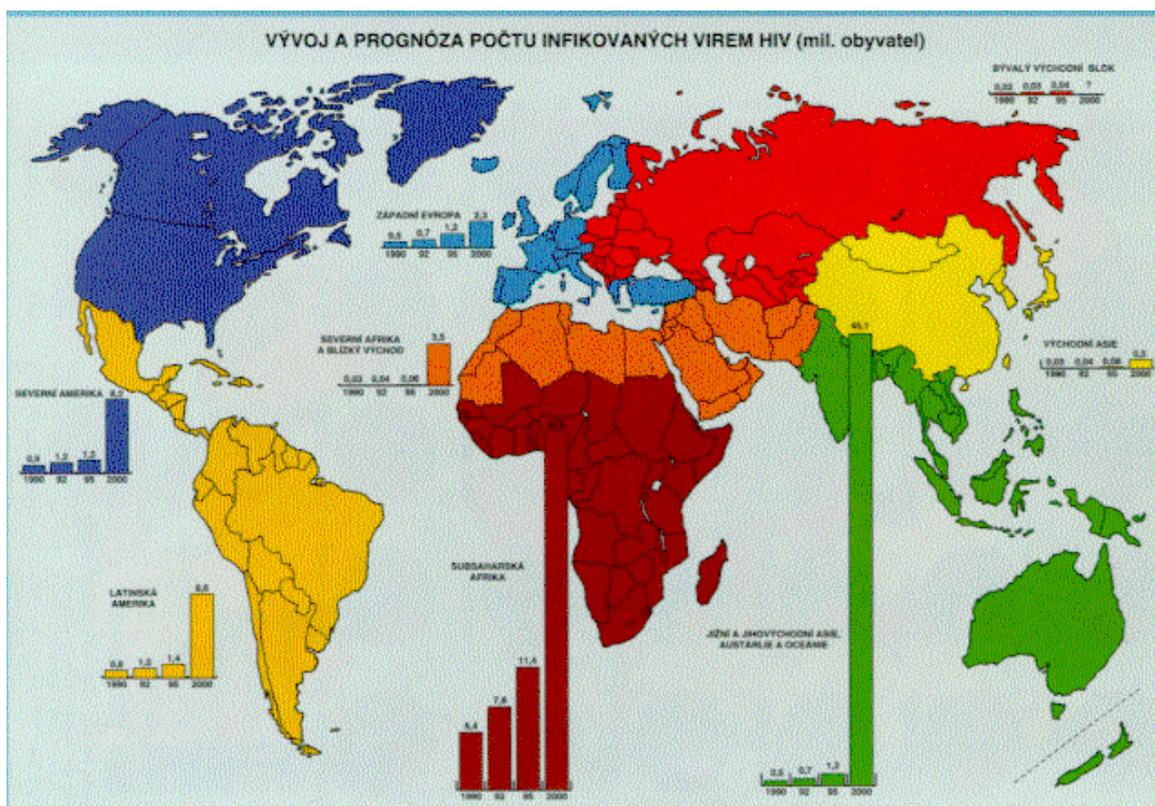 VÝVOJ A PROGNÓZA POČTU INFIKOVANÝCH VIREM HIV (mil. obyvatel)
BÝVALÝ VÝCHODNÍ BLOK
0,02 0,03 0,04 ?
1990 92 95 2000
ZÁPADNÍ EVROPA
0,5 0,7 1,2 2,3
1990 92 95 2000
SEVERNÍ AFRIKA
A BLÍZKÝ VÝCHOD
3,5
0,03 0,04 0,06
1990 92 95 2000
45,1
VÝCHODNÍ ASIE
0,03 0,04 0,08 0,5
1990 92 95 2000
SEVERNÍ AMERIKA
0,9 1,2 1,3
1990 92 95 2000
SUBSAHARSKÁ
AFRIKA
5,4 7,8 11,4
1990 92 95 2000
LATINSKÁ
AMERIKA
0,8 1,0 1,4 8,6
1990 92 95 2000
JIŽNÍ A JIHOVÝCHODNÍ ASIE,
AUSTÁRLIE A OCEÁNIE
0,5 0,7 1,3
1990 92 95 2000